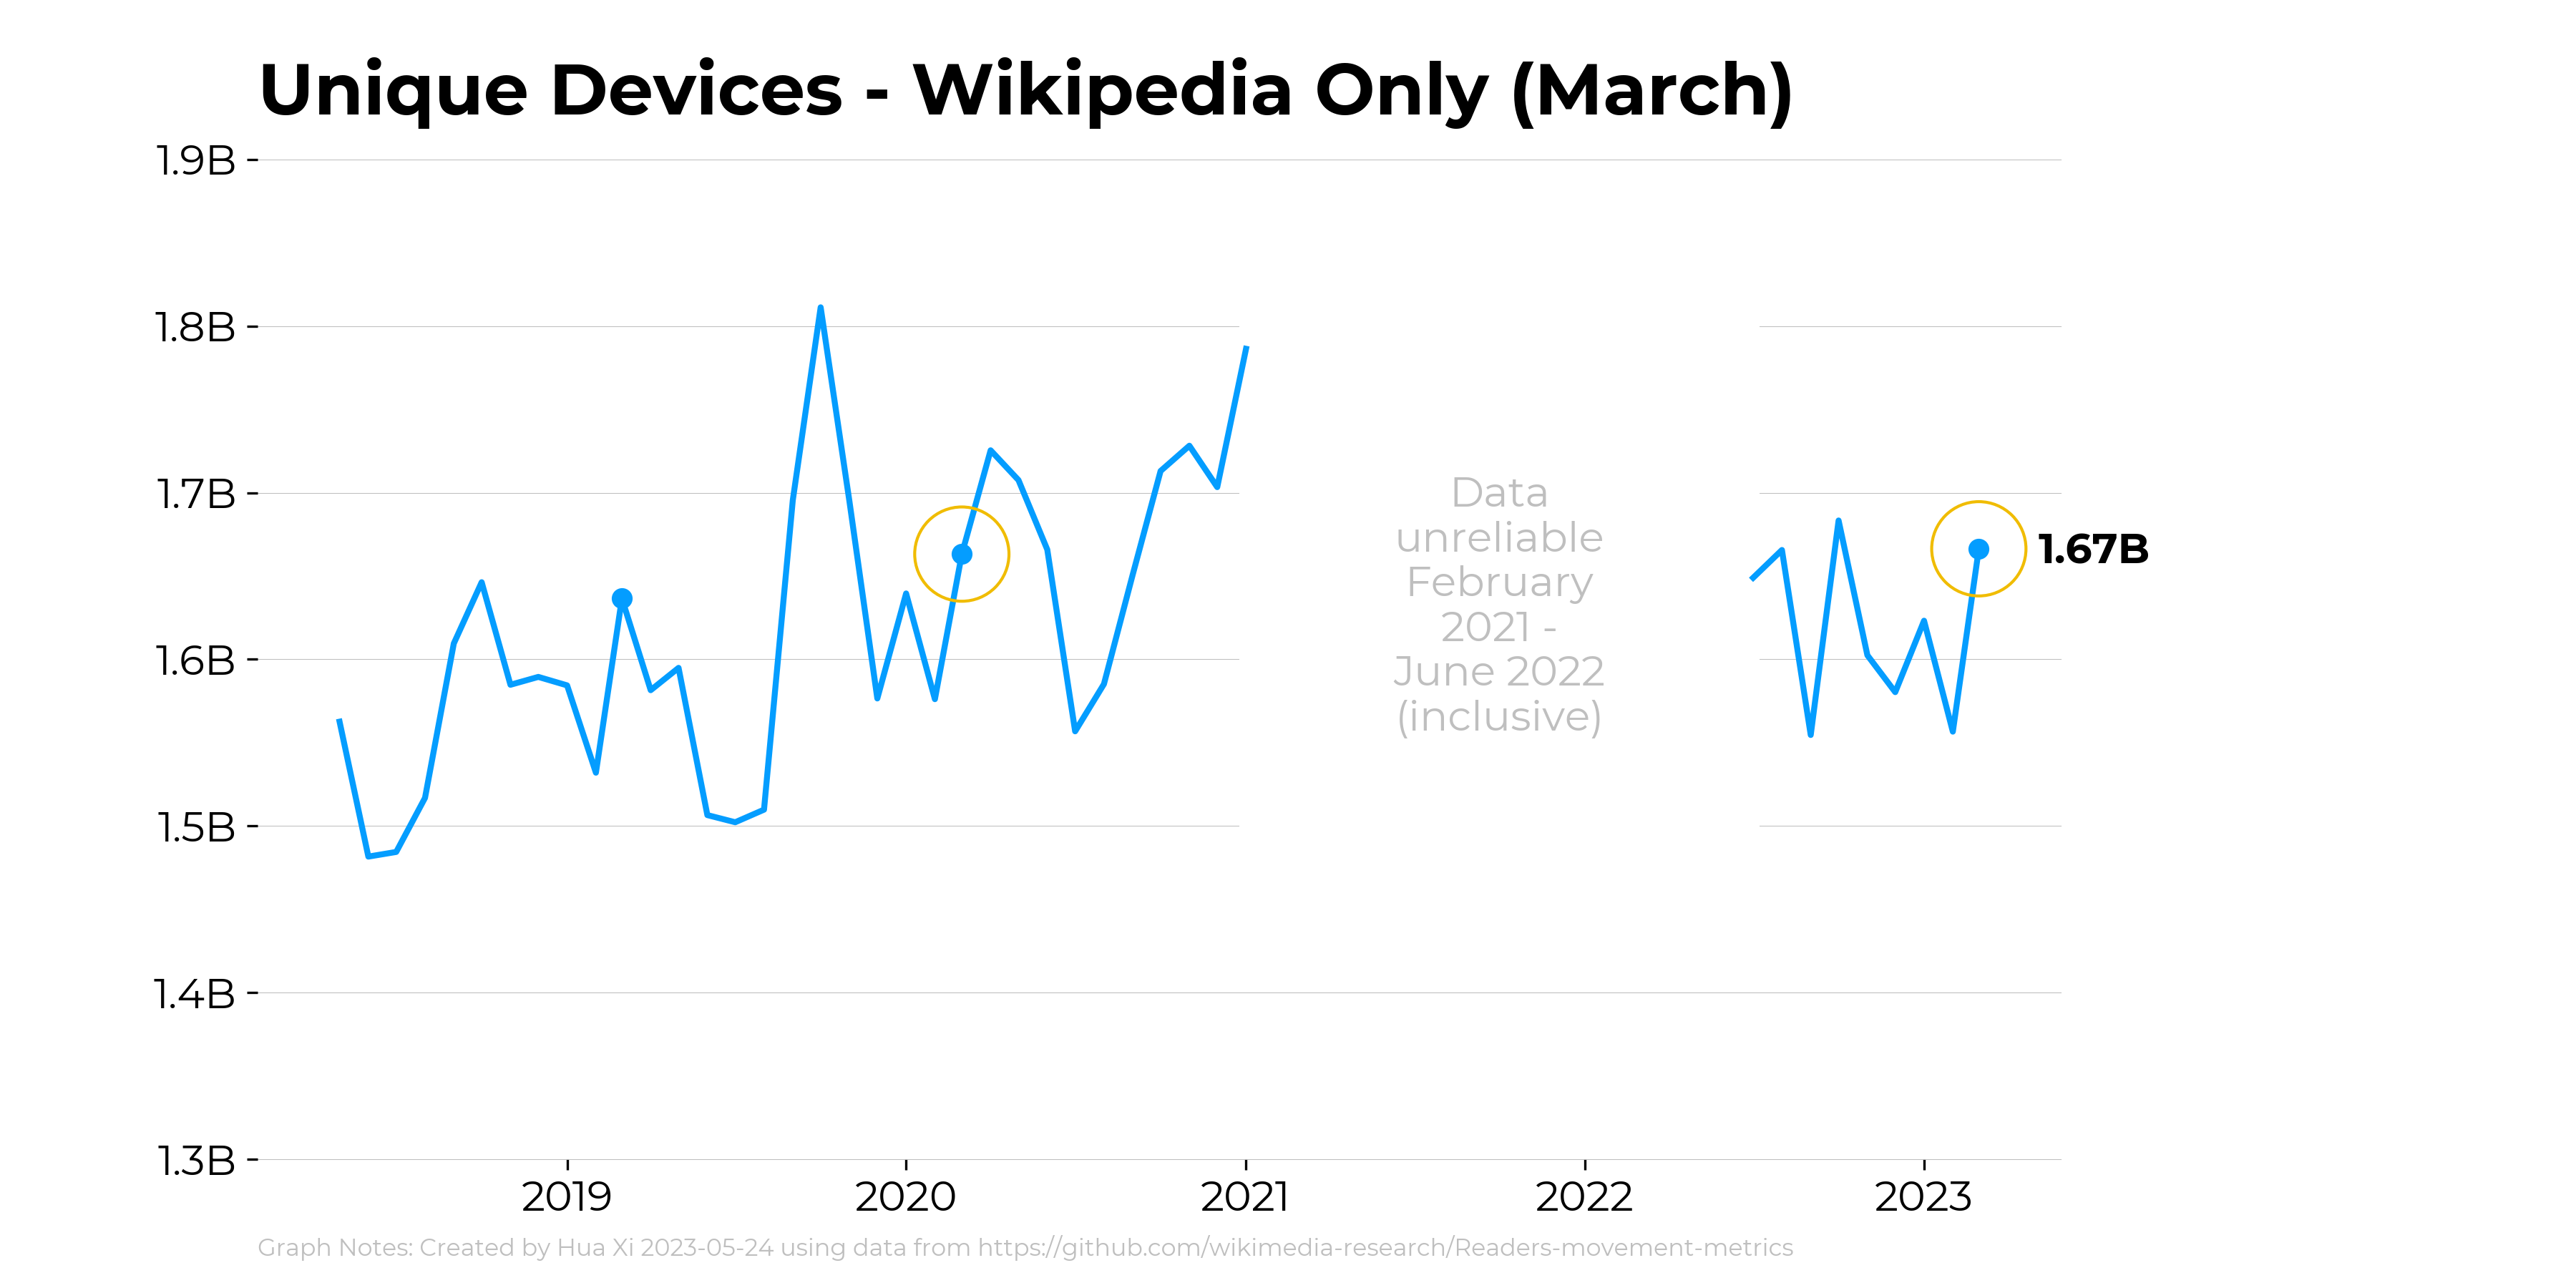 Unique Devices - Wikipedia Only (March)
1.9B
1.8B
1.7B
1.6B
1.5B
1.4B
1.3B
Data
unreliable
February
2021 -
June 2022
(inclusive)
1.67B
2019
2020
2021
2022
2023
Graph Notes: Created by Hua Xi 2023-05-24 using data from https://github.com/wikimedia-research/Readers-movement-metrics